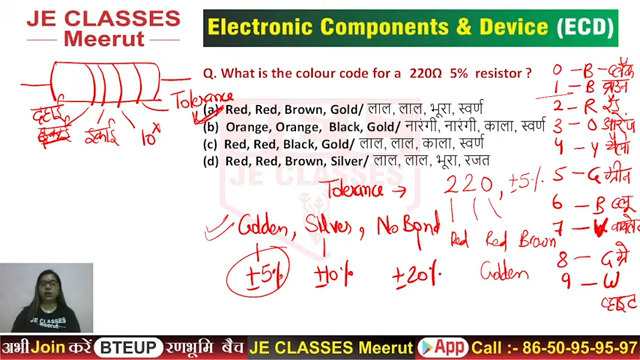 JE CLASSES
Meerut
Electronic Components & Device (ECD)
Q. What is the colour code for a 220Ω 5% resistor ?
(a) Red, Red, Brown, Gold/ लाल, लाल, भूरा, स्वर्ण
(b) Orange, Orange, Black, Gold/ नारंगी, नारंगी, काला, स्वर्ण
(c) Red, Red, Black, Gold/ लाल, लाल, काला, स्वर्ण
(d) Red, Red, Brown, Silver/ लाल, लाल, भूरा, रजत
Tolerance
दहाई
इकाई
10ˣ
0 - B - ब्लैक
1 - B ब्राउन
2 - R रेड
3 - O ऑरेंज
4 - Y येलो
5 - G ग्रीन
6 - B ब्लू
7 - V
8 - G ग्रे
9 - W
व्हाइट
Tolerance → 220, ±5%
Red Red Brown
Golden
Golden, Silver, No Band
±5% ±10% ±20%
JE CLASSES
अभी Join करें BTEUP रणभूमि बैच JE CLASSES Meerut App Call :- 86-50-95-95-97